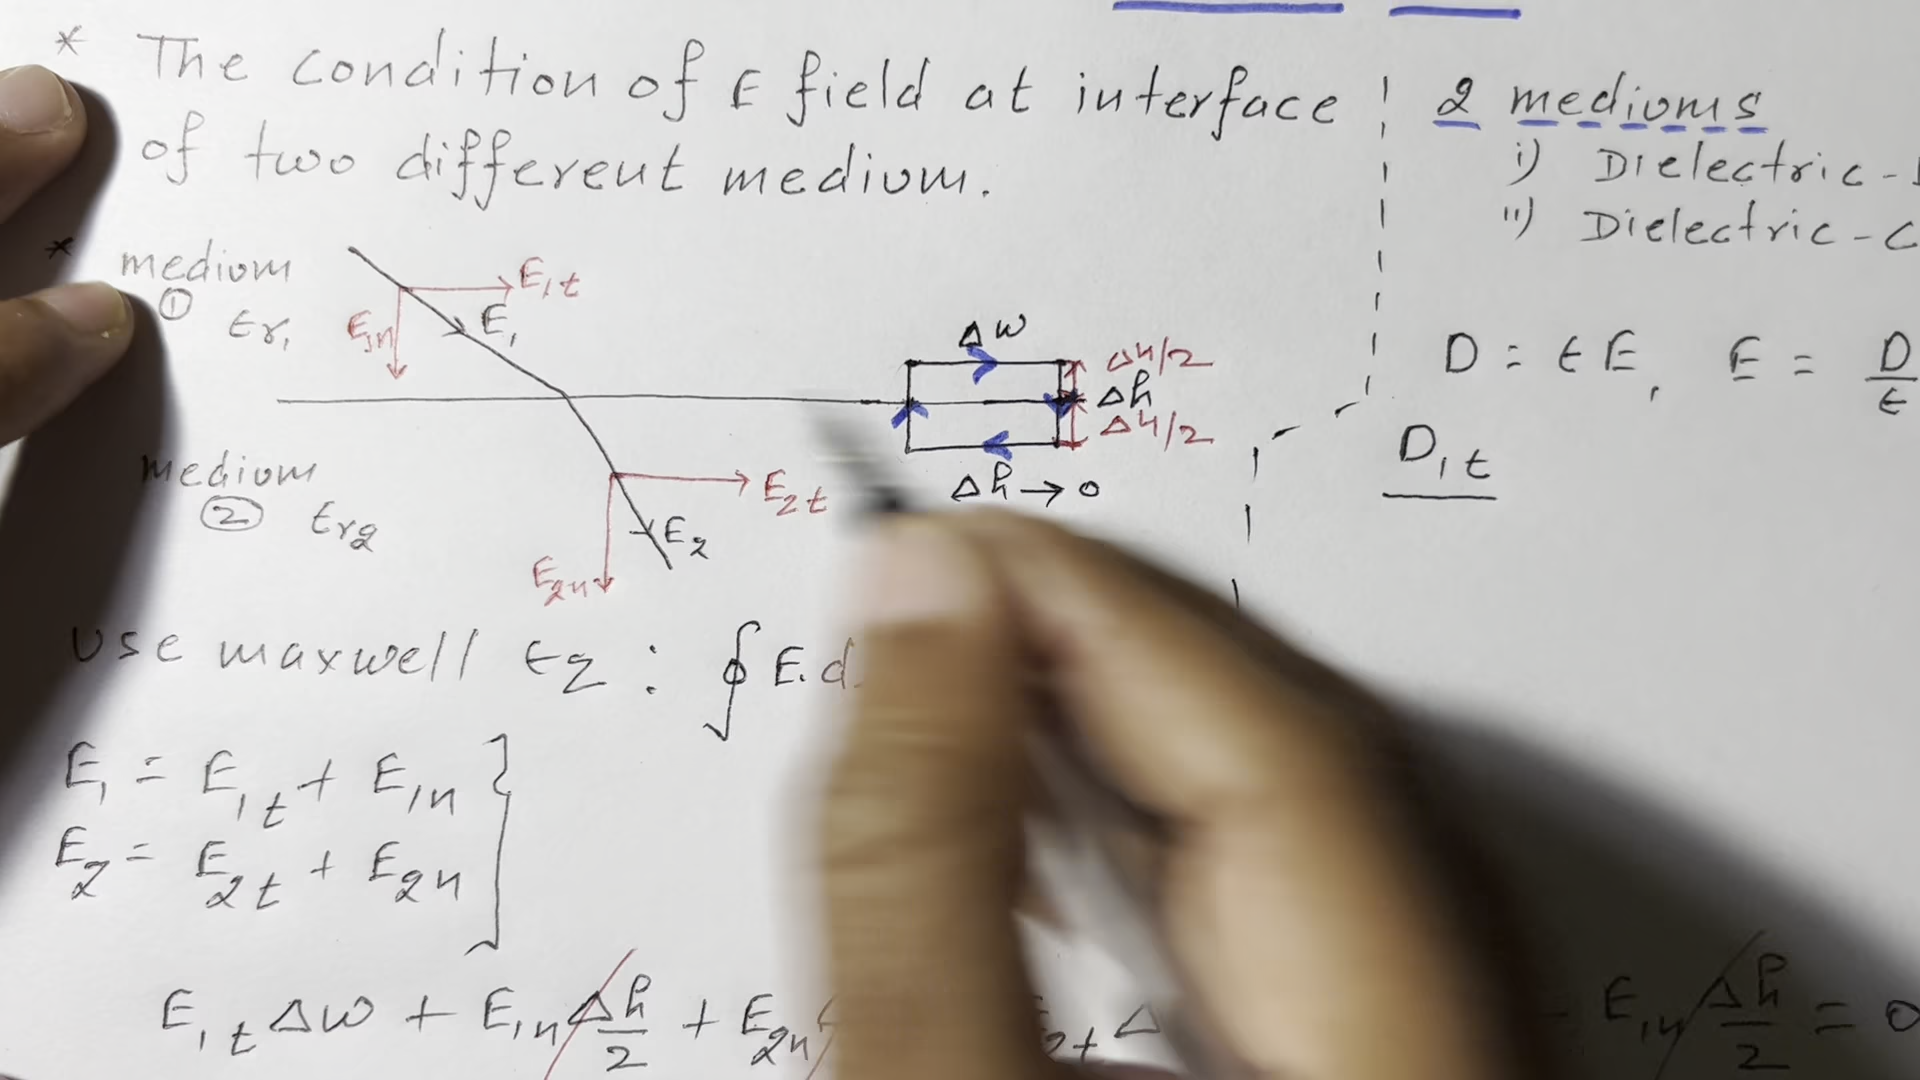 * The condition of E field at interface
of two different medium.
* medium
① εr₁
E₁t
E₁n
E₁
medium
② εr₂
E₂t
E₂n
E₂
Δw
Δh/2
Δh
Δh/2
Δh → 0
use maxwell Eq : ∮ E. d
E₁ = E₁t + E₁n
E₂ = E₂t + E₂n
E₁t Δw + E₁n Δh/2 + E₂n
Δ
- E₁n Δh/2 = 0
2 mediums
i) Dielectric -
ii) Dielectric - C
D = ε E, E = D/ε
D₁t